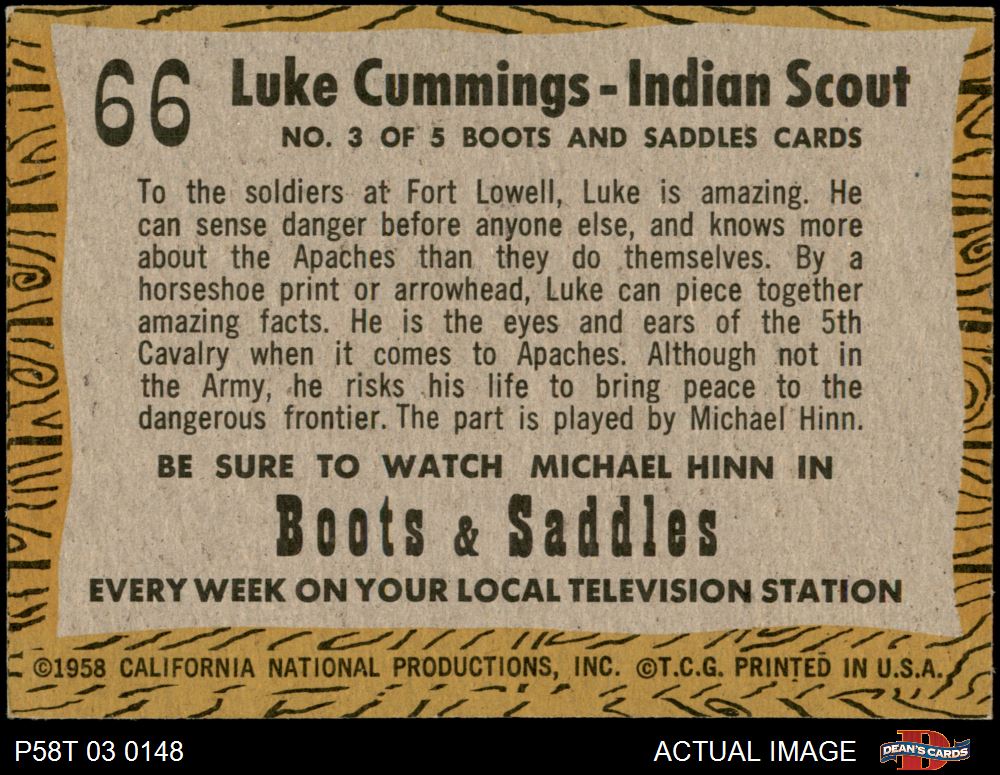 66 Luke Cummings - Indian Scout
NO. 3 OF 5 BOOTS AND SADDLES CARDS
To the soldiers at Fort Lowell, Luke is amazing. He
can sense danger before anyone else, and knows more
about the Apaches than they do themselves. By a
horseshoe print or arrowhead, Luke can piece together
amazing facts. He is the eyes and ears of the 5th
Cavalry when it comes to Apaches. Although not in
the Army, he risks his life to bring peace to the
dangerous frontier. The part is played by Michael Hinn.
BE SURE TO WATCH MICHAEL HINN IN
Boots & Saddles
EVERY WEEK ON YOUR LOCAL TELEVISION STATION
©1958 CALIFORNIA NATIONAL PRODUCTIONS, INC. ©T.C.G. PRINTED IN U.S.A.
P58T 03 0148 ACTUAL IMAGE DEAN'S CARDS